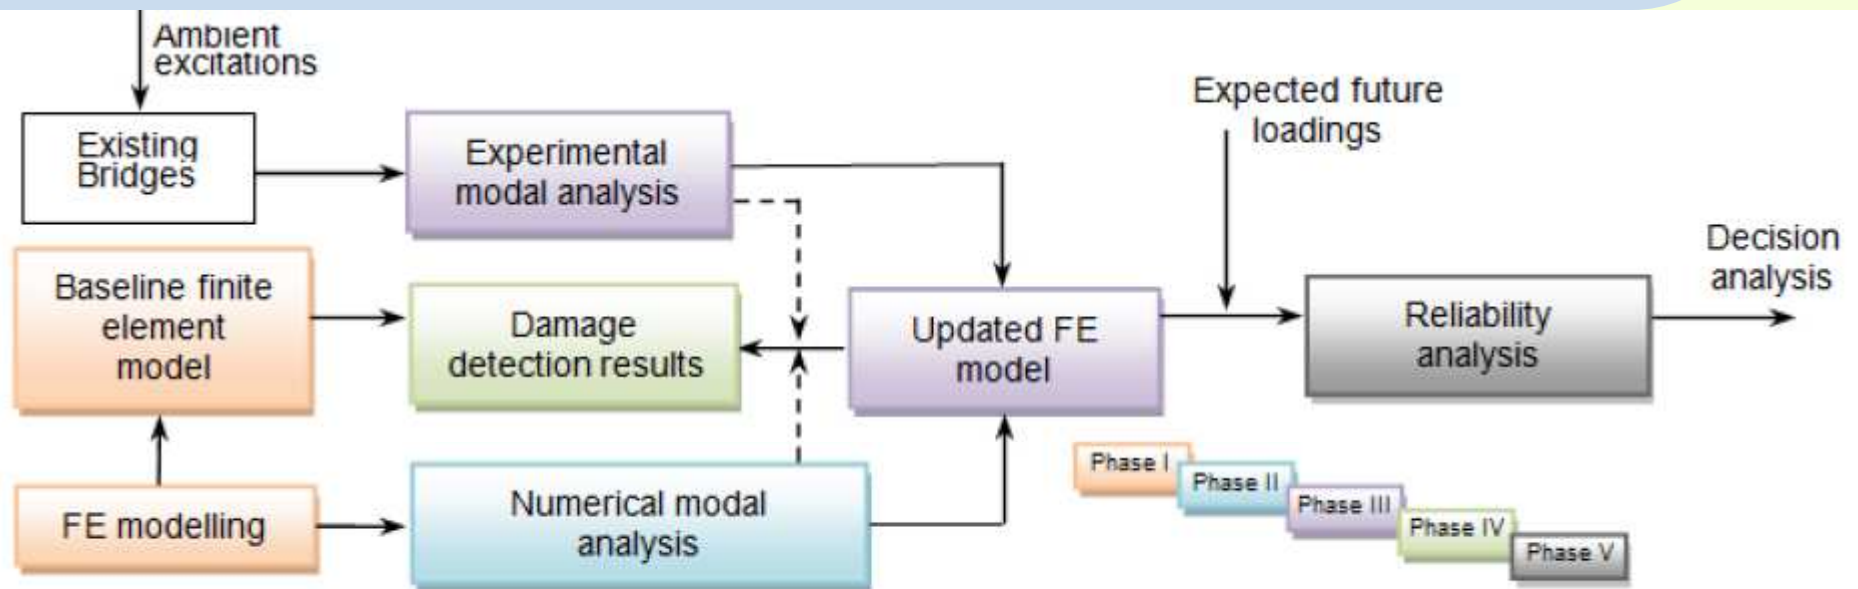 Ambient
excitations
Existing
Bridges
Experimental
modal analysis
Expected future
loadings
Decision
analysis
Baseline finite
element
model
Damage
detection results
Updated FE
model
Reliability
analysis
FE modelling
Numerical modal
analysis
Phase I
Phase II
Phase III
Phase IV
Phase V